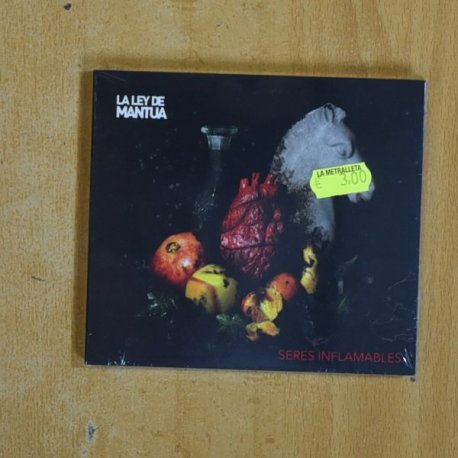 LA LEY DE
MANTUA
LA METRALLETA
€ 3.00
SERES INFLAMABLES